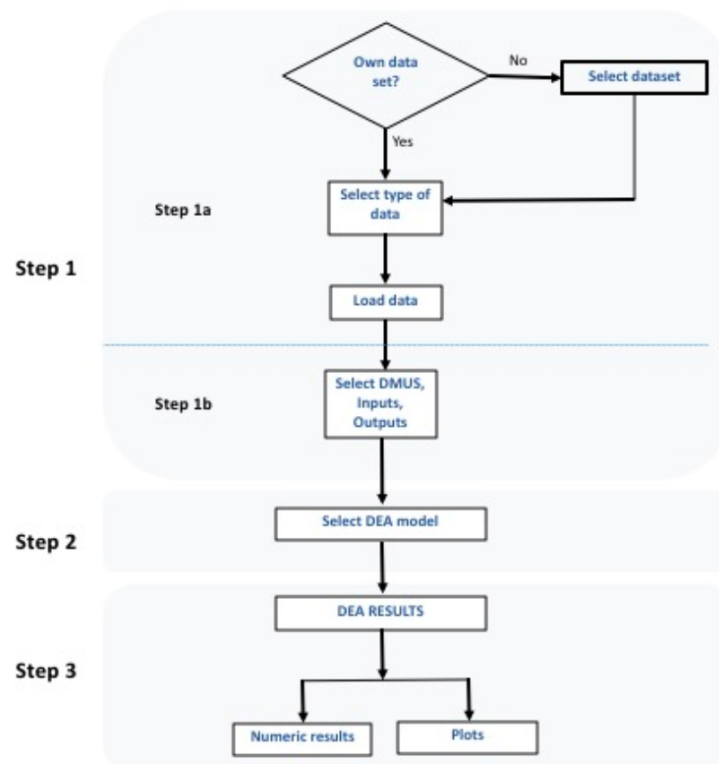 Own data
set?
No
Select dataset
Yes
Select type of
data
Step 1a
Step 1
Load data
Select DMUS,
Inputs,
Outputs
Step 1b
Select DEA model
Step 2
DEA RESULTS
Step 3
Numeric results
Plots